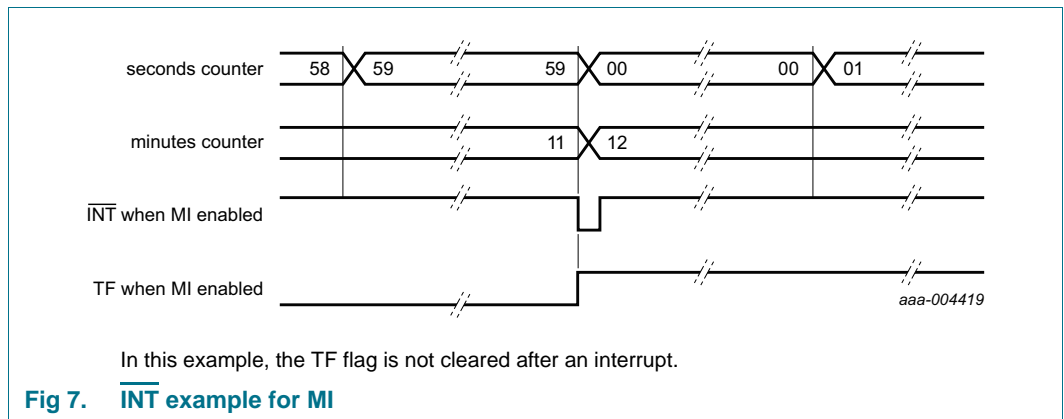 seconds counter 58 59 59 00 00 01
minutes counter 11 12
INT when MI enabled
TF when MI enabled
aaa-004419
In this example, the TF flag is not cleared after an interrupt.
Fig 7. INT example for MI